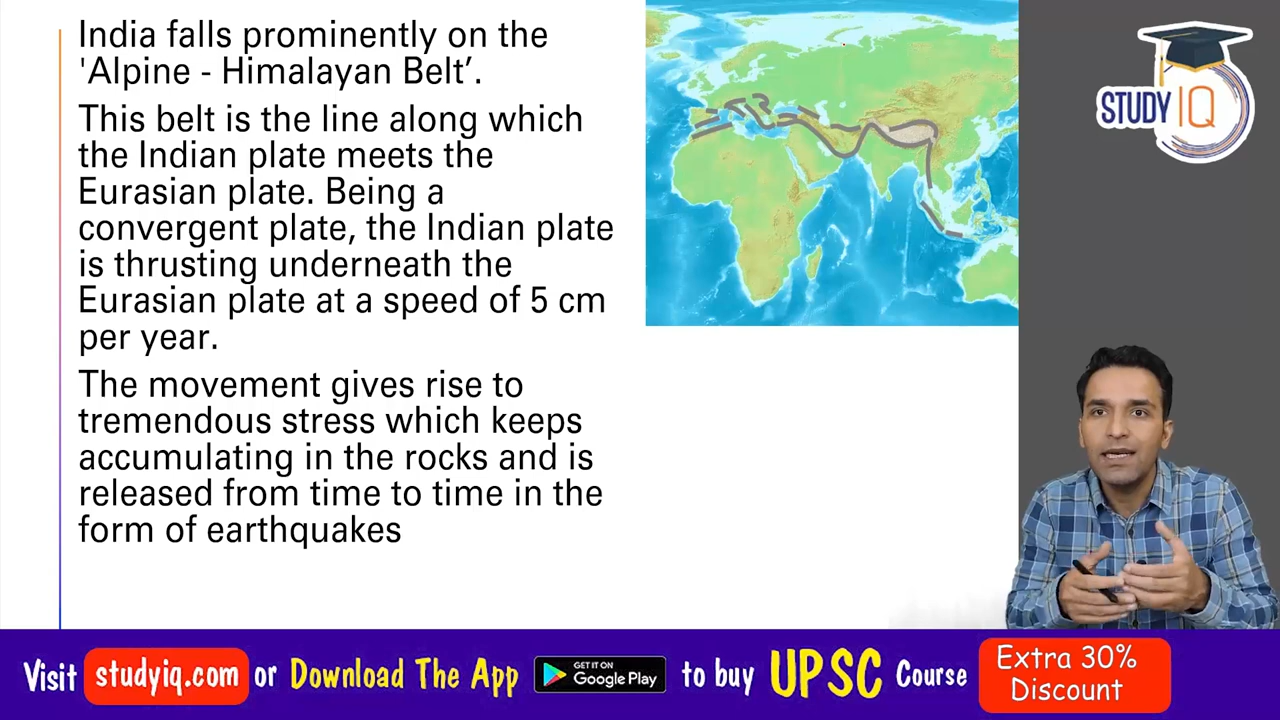 India falls prominently on the
'Alpine - Himalayan Belt’.
This belt is the line along which
the Indian plate meets the
Eurasian plate. Being a
convergent plate, the Indian plate
is thrusting underneath the
Eurasian plate at a speed of 5 cm
per year.
The movement gives rise to
tremendous stress which keeps
accumulating in the rocks and is
released from time to time in the
form of earthquakes
STUDY IQ
Visit studyiq.com or Download The App GET IT ON Google Play to buy UPSC Course
Extra 30%
Discount